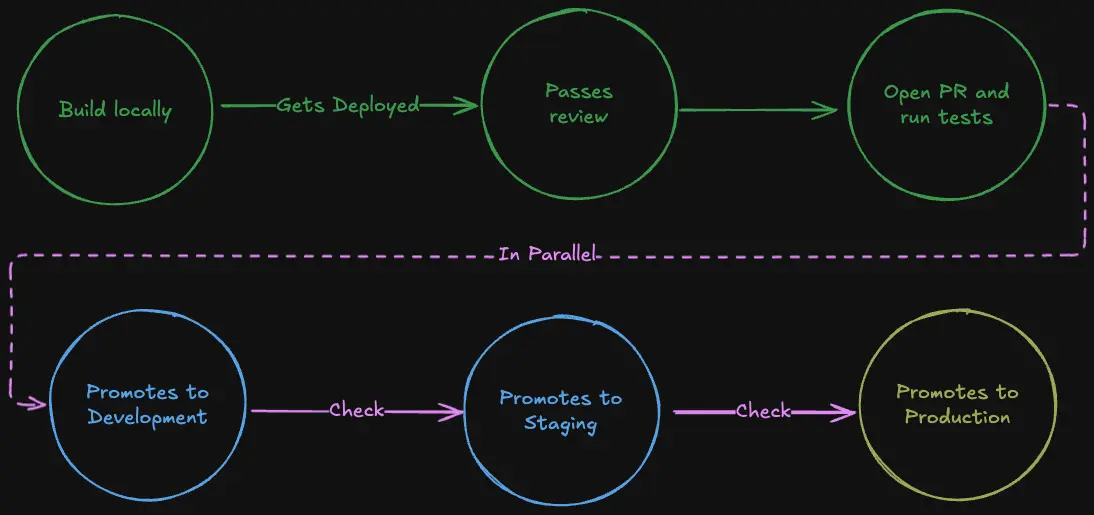 Build locally
Gets Deployed
Passes
review
Open PR and
run tests
In Parallel
Promotes to
Development
Check
Promotes to
Staging
Check
Promotes to
Production